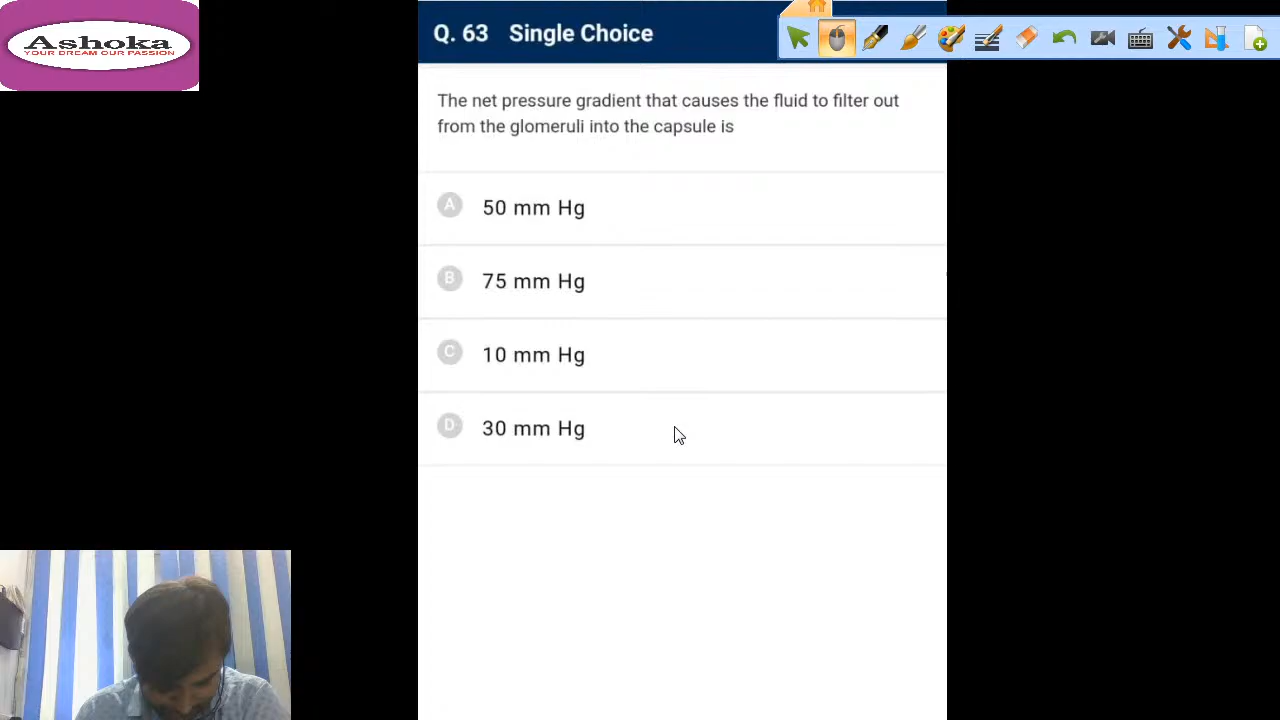 Ashoka
YOUR DREAM OUR PASSION
Q. 63 Single Choice
The net pressure gradient that causes the fluid to filter out
from the glomeruli into the capsule is
A 50 mm Hg
B 75 mm Hg
C 10 mm Hg
D 30 mm Hg